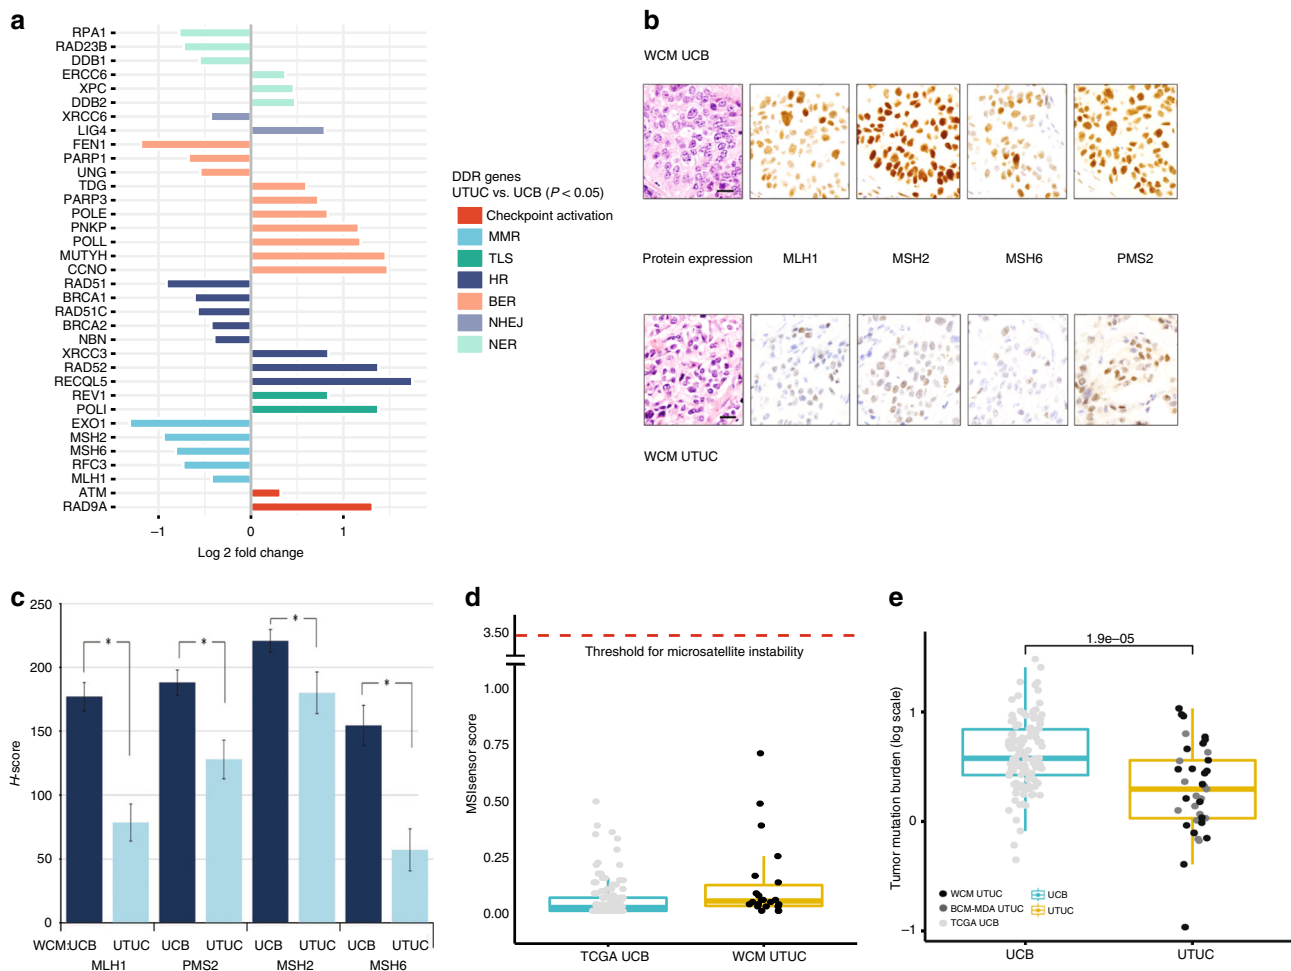 a
RPA1
RAD23B
DDB1
ERCC6
XPC
DDB2
XRCC6
LIG4
FEN1
PARP1
UNG
TDG
PARP3
POLE
PNKP
POLL
MUTYH
CCNO
RAD51
BRCA1
RAD51C
BRCA2
NBN
XRCC3
RAD52
RECQL5
REV1
POLI
EXO1
MSH2
MSH6
RFC3
MLH1
ATM
RAD9A
−1 0 1
Log 2 fold change
DDR genes
UTUC vs. UCB (P < 0.05)
Checkpoint activation
MMR
TLS
HR
BER
NHEJ
NER
b
WCM UCB
Protein expression MLH1 MSH2 MSH6 PMS2
WCM UTUC
c
H-score
250
200
150
100
50
0
* * * *
WCM:UCB UTUC UCB UTUC UCB UTUC UCB UTUC
MLH1 PMS2 MSH2 MSH6
d
MSIsensor score
3.50
Threshold for microsatellite instability
1.00
0.75
0.50
0.25
0.00
TCGA UCB WCM UTUC
e
Tumor mutation burden (log scale)
1.9e−05
1
0
−1
WCM UTUC
BCM-MDA UTUC
TCGA UCB
UCB
UTUC
UCB UTUC